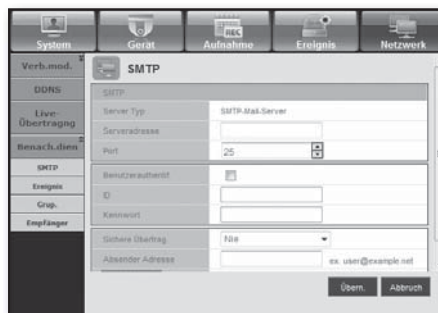 System Gerät Aufnahme Ereignis Netzwerk
REC
Verb.mod.
DDNS
Live-
Übertragng
Benach.dien
SMTP
Ereignis
Grup.
Empfänger
SMTP
SMTP
Server Typ SMTP-Mail-Server
Serveradresse
Port 25
Benutzerauthentif
ID
Kennwort
Sichere Übertrag. Nie
Absender Adresse ex. user@example.net
Übern. Abbruch